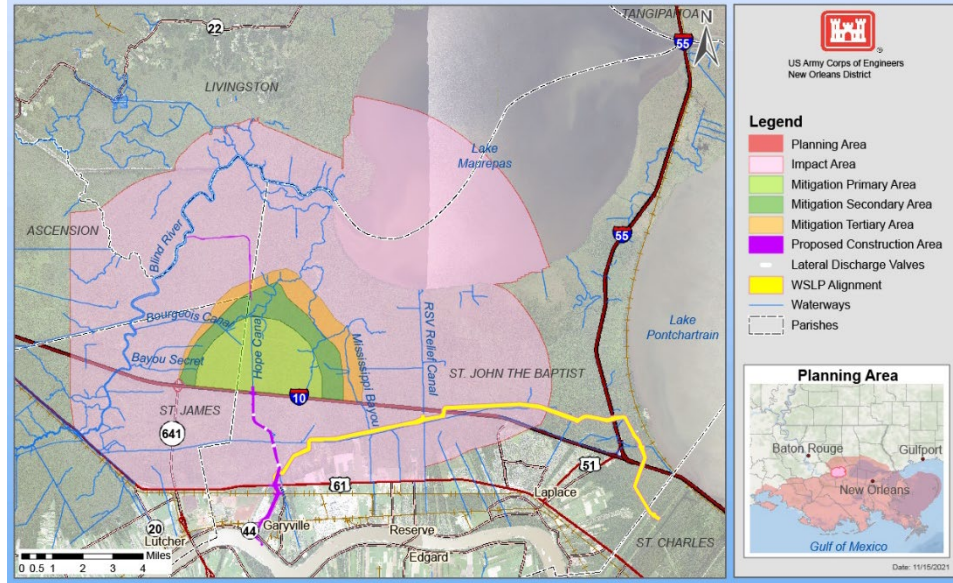 TANGIPAHOA
22
55
N
LIVINGSTON
Lake
Maprepas
ASCENSION
Blind River
55
Bourgeois Canal
Hope Canal
Mississippi Bayou
RSV Relief Canal
Lake
Pontchartrain
Bayou Secret
ST. JOHN THE BAPTIST
10
ST. JAMES
641
51
61
Laplace
20
Lutcher
44
Garyville
Reserve
Edgard
ST. CHARLES
Miles
0 0.5 1 2 3 4
US Army Corps of Engineers
New Orleans District
Legend
Planning Area
Impact Area
Mitigation Primary Area
Mitigation Secondary Area
Mitigation Tertiary Area
Proposed Construction Area
Lateral Discharge Valves
WSLP Alignment
Waterways
Parishes
Planning Area
Baton Rouge
Gulfport
New Orleans
Gulf of Mexico
Date: 11/15/2021